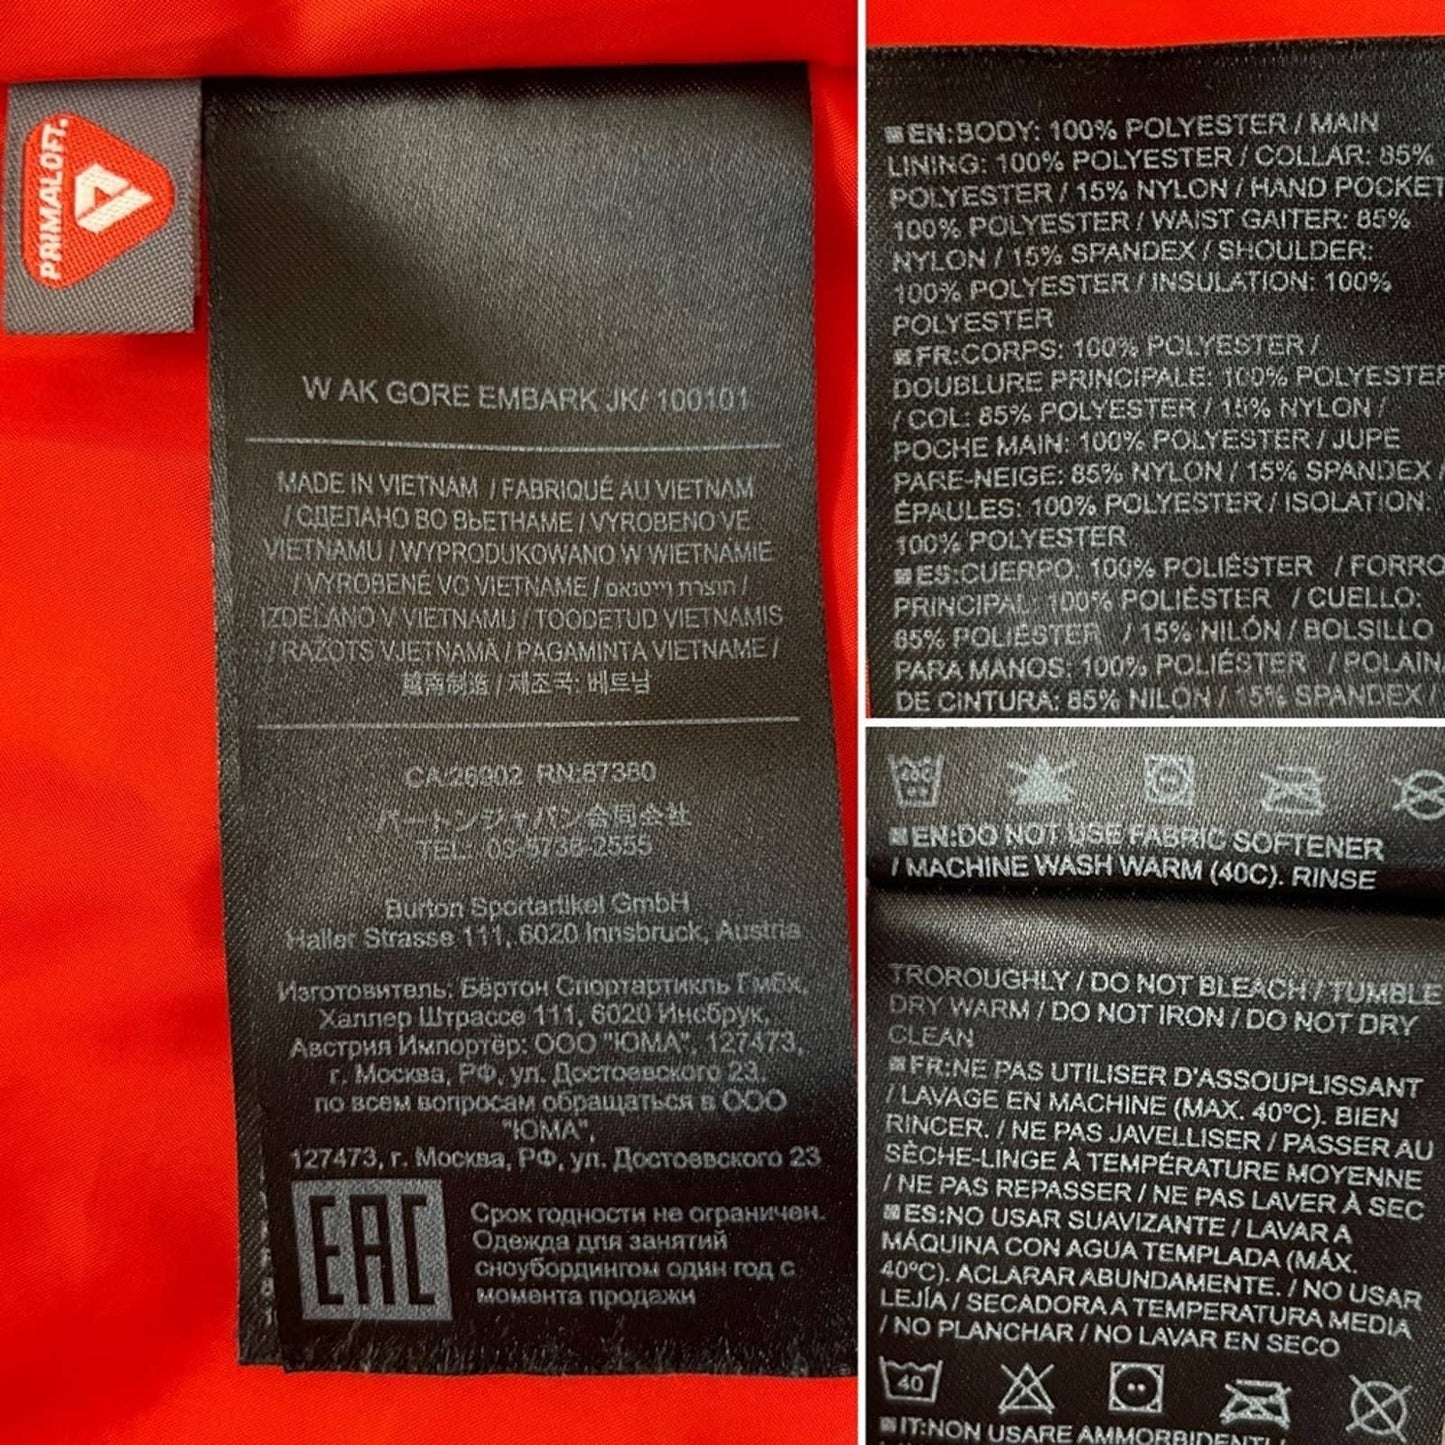 PRIMALOFT.
W AK GORE EMBARK JK/ 100101
MADE IN VIETNAM / FABRIQUÉ AU VIETNAM
/ СДЕЛАНО ВО ВЬЕТНАМЕ / VYROBENO VE
VIETNAMU / WYPRODUKOWANO W WIETNAMIE
/ VYROBENÉ VO VIETNAME / תוצרת וייטנאם /
IZDELANO V VIETNAMU / TOODETUD VIETNAMIS
/ RAŽOTS VJETNAMĀ / PAGAMINTA VIETNAME /
越南制造 / 제조국: 베트남
CA:26902 RN:87380
バートンジャパン合同会社
TEL: 03-5738-2555
Burton Sportartikel GmbH
Haller Strasse 111, 6020 Innsbruck, Austria
Изготовитель: Бёртон Спортартикль Гмбх,
Халлер Штрассе 111, 6020 Инсбрук,
Австрия Импортёр: ООО "ЮМА", 127473,
г. Москва, РФ, ул. Достоевского 23,
по всем вопросам обращаться в ООО
"ЮМА",
127473, г. Москва, РФ, ул. Достоевского 23
EAC
Срок годности не ограничен.
Одежда для занятий
сноубордингом один год с
момента продажи
EN:BODY: 100% POLYESTER / MAIN
LINING: 100% POLYESTER / COLLAR: 85%
POLYESTER / 15% NYLON / HAND POCKET
100% POLYESTER / WAIST GAITER: 85%
NYLON / 15% SPANDEX / SHOULDER:
100% POLYESTER / INSULATION: 100%
POLYESTER
FR:CORPS: 100% POLYESTER /
DOUBLURE PRINCIPALE: 100% POLYESTER
/ COL: 85% POLYESTER / 15% NYLON /
POCHE MAIN: 100% POLYESTER / JUPE
PARE-NEIGE: 85% NYLON / 15% SPANDEX /
ÉPAULES: 100% POLYESTER / ISOLATION:
100% POLYESTER
ES:CUERPO: 100% POLIÉSTER / FORRO
PRINCIPAL: 100% POLIÉSTER / CUELLO:
85% POLIÉSTER / 15% NILÓN / BOLSILLO
PARA MANOS: 100% POLIÉSTER / POLAIN
DE CINTURA: 85% NILÓN / 15% SPANDEX /
EN:DO NOT USE FABRIC SOFTENER
/ MACHINE WASH WARM (40C). RINSE
TROROUGHLY / DO NOT BLEACH / TUMBLE
DRY WARM / DO NOT IRON / DO NOT DRY
CLEAN
FR:NE PAS UTILISER D'ASSOUPLISSANT
/ LAVAGE EN MACHINE (MAX. 40°C). BIEN
RINCER. / NE PAS JAVELLISER / PASSER AU
SÈCHE-LINGE À TEMPÉRATURE MOYENNE
/ NE PAS REPASSER / NE PAS LAVER À SEC
ES:NO USAR SUAVIZANTE / LAVAR A
MÁQUINA CON AGUA TEMPLADA (MÁX.
40°C). ACLARAR ABUNDAMENTE. / NO USAR
LEJÍA / SECADORA A TEMPERATURA MEDIA
/ NO PLANCHAR / NO LAVAR EN SECO
40
IT:NON USARE AMMORBIDENTI /